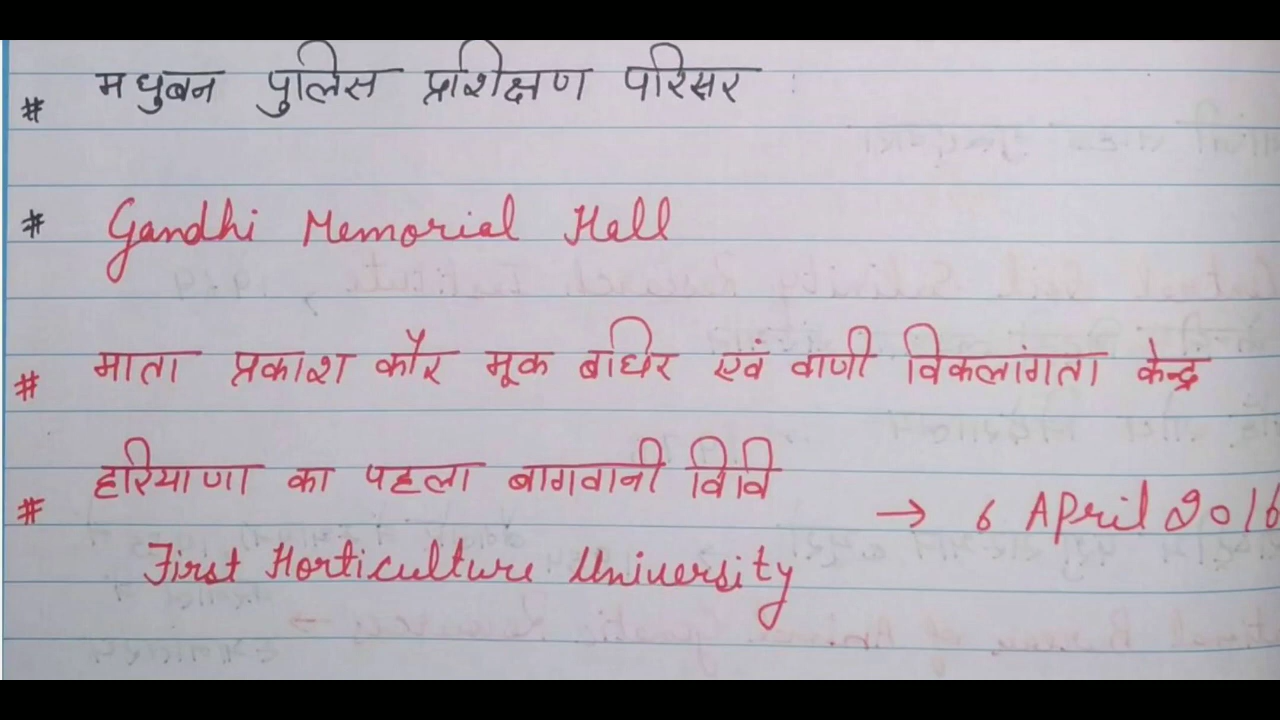 # मधुबन पुलिस प्रशिक्षण परिसर
# Gandhi Memorial Hall
# माता प्रकाश कौर मूक बधिर एवं वाणी विकलांगता केन्द्र
# हरियाणा का पहला बागवानी विवि → 6 April 2016
First Horticulture University